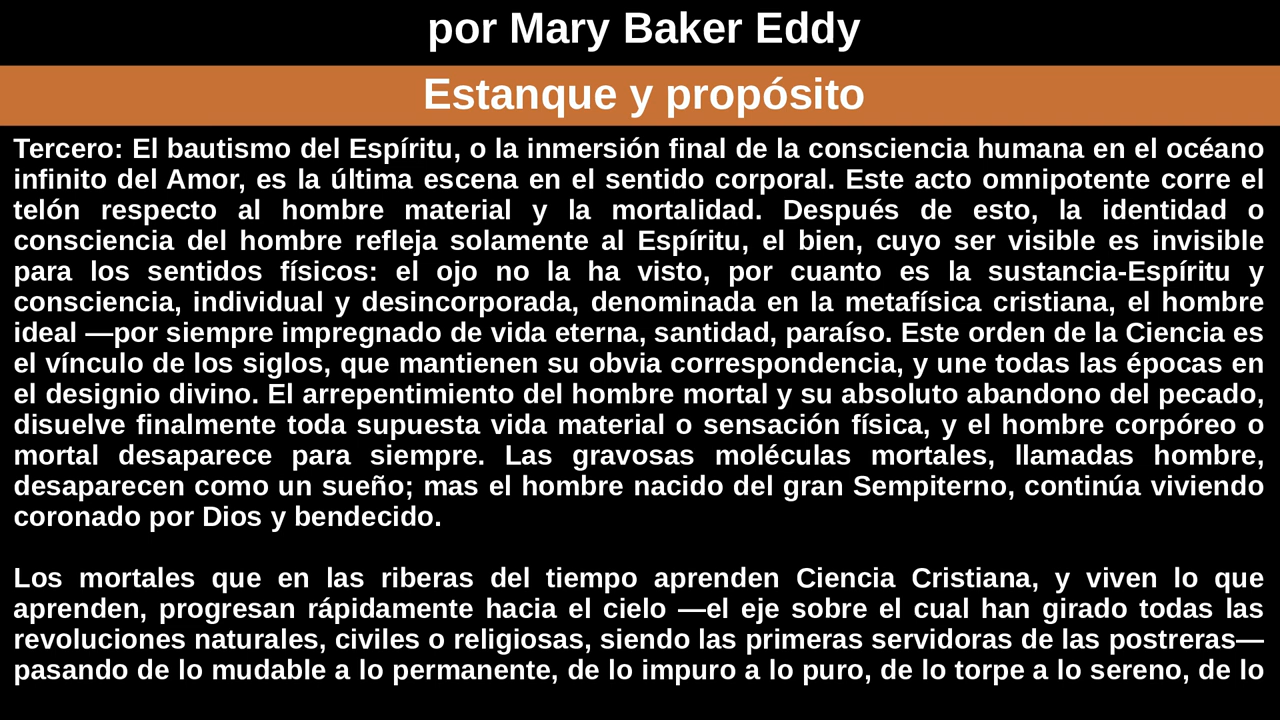 por Mary Baker Eddy
Estanque y propósito
Tercero: El bautismo del Espíritu, o la inmersión final de la consciencia humana en el océano
infinito del Amor, es la última escena en el sentido corporal. Este acto omnipotente corre el
telón respecto al hombre material y la mortalidad. Después de esto, la identidad o
consciencia del hombre refleja solamente al Espíritu, el bien, cuyo ser visible es invisible
para los sentidos físicos: el ojo no la ha visto, por cuanto es la sustancia-Espíritu y
consciencia, individual y desincorporada, denominada en la metafísica cristiana, el hombre
ideal —por siempre impregnado de vida eterna, santidad, paraíso. Este orden de la Ciencia es
el vínculo de los siglos, que mantienen su obvia correspondencia, y une todas las épocas en
el designio divino. El arrepentimiento del hombre mortal y su absoluto abandono del pecado,
disuelve finalmente toda supuesta vida material o sensación física, y el hombre corpóreo o
mortal desaparece para siempre. Las gravosas moléculas mortales, llamadas hombre,
desaparecen como un sueño; mas el hombre nacido del gran Sempiterno, continúa viviendo
coronado por Dios y bendecido.
Los mortales que en las riberas del tiempo aprenden Ciencia Cristiana, y viven lo que
aprenden, progresan rápidamente hacia el cielo —el eje sobre el cual han girado todas las
revoluciones naturales, civiles o religiosas, siendo las primeras servidoras de las postreras—
pasando de lo mudable a lo permanente, de lo impuro a lo puro, de lo torpe a lo sereno, de lo